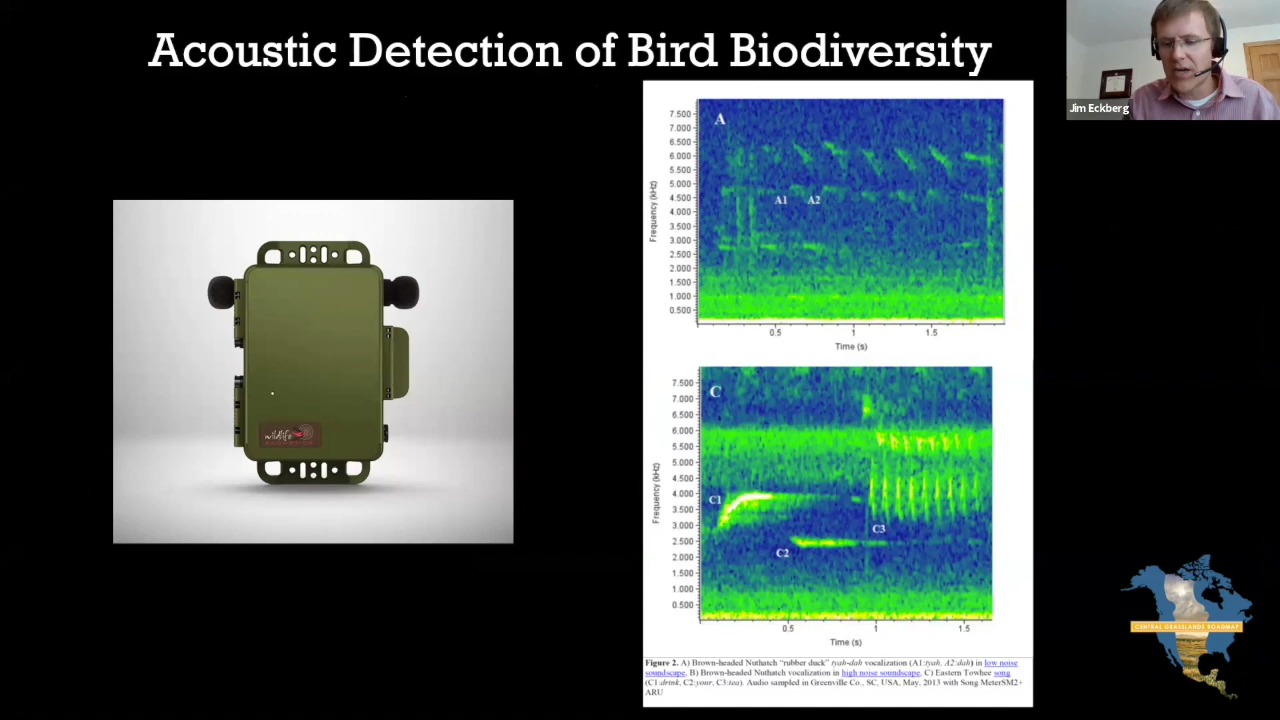 Acoustic Detection of Bird Biodiversity
Jim Eckberg
wildlife
A
7.500
7.000
6.500
6.000
5.500
5.000
4.500
4.000
3.500
3.000
2.500
2.000
1.500
1.000
0.500
Frequency (kHz)
A1 A2
0.5 1 1.5
Time (s)
C
7.500
7.000
6.500
6.000
5.500
5.000
4.500
4.000
3.500
3.000
2.500
2.000
1.500
1.000
0.500
Frequency (kHz)
C1
C2
C3
0.5 1 1.5
Time (s)
Figure 2. A) Brown-headed Nuthatch “rubber duck” tyah-dah vocalization (A1:tyah, A2:dah) in low noise
soundscape, B) Brown-headed Nuthatch vocalization in high noise soundscape, C) Eastern Towhee song
(C1:drink, C2:your, C3:tea). Audio sampled in Greenville Co., SC, USA, May, 2013 with Song MeterSM2+
ARU
CENTRAL GRASSLANDS ROADMAP